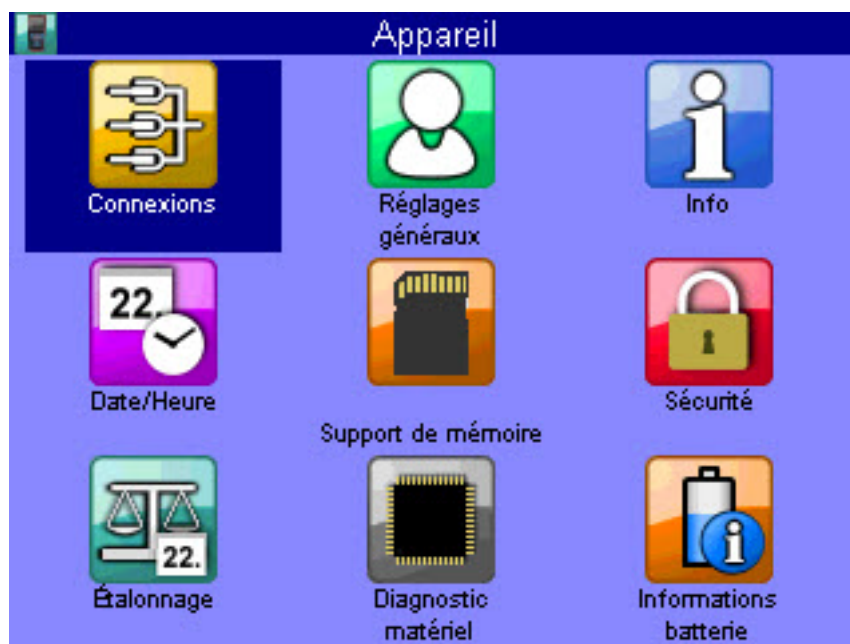 Appareil
Connexions
Réglages
généraux
Info
22.
Date/Heure
Support de mémoire
Sécurité
22.
Étalonnage
Diagnostic
matériel
Informations
batterie